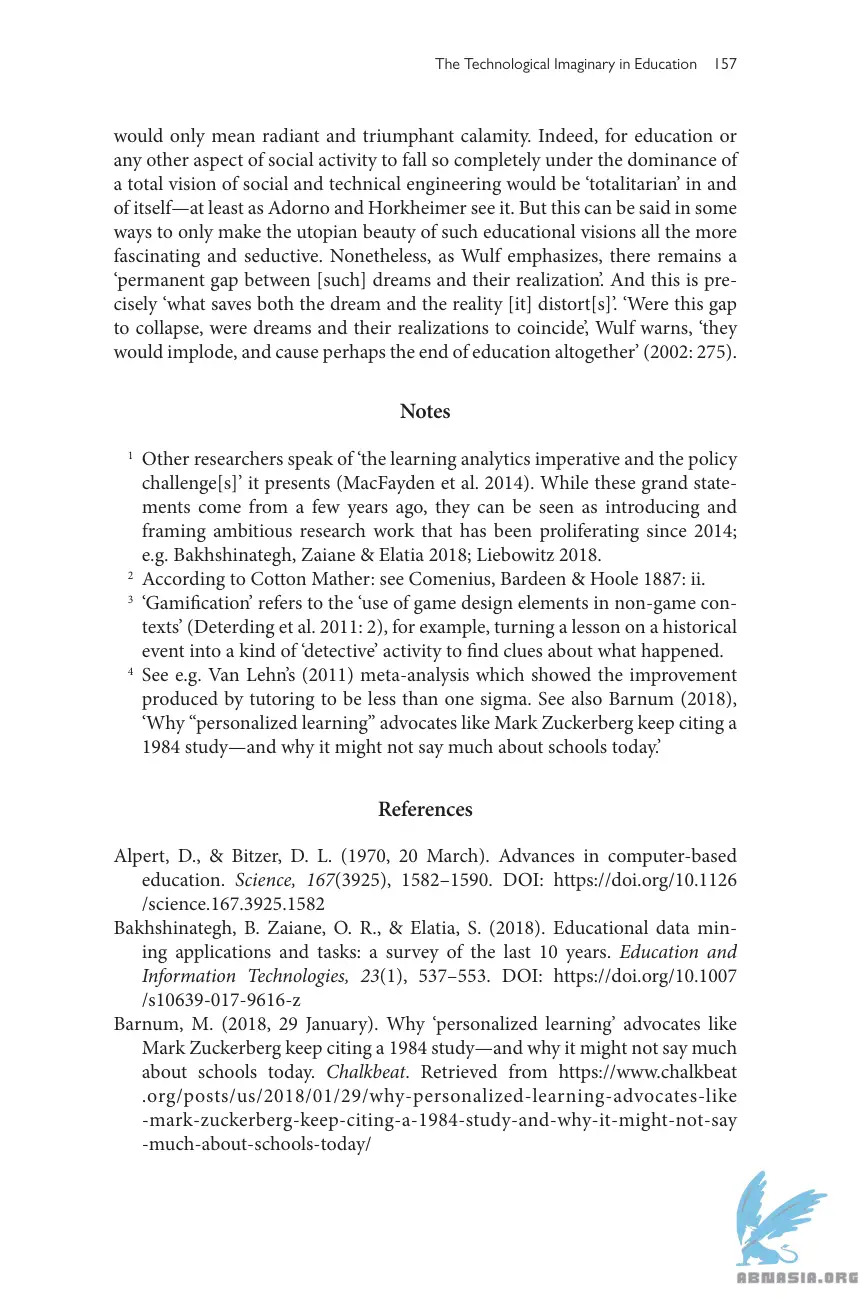 The Technological Imaginary in Education 157
would only mean radiant and triumphant calamity. Indeed, for education or
any other aspect of social activity to fall so completely under the dominance of
a total vision of social and technical engineering would be ‘totalitarian’ in and
of itself—at least as Adorno and Horkheimer see it. But this can be said in some
ways to only make the utopian beauty of such educational visions all the more
fascinating and seductive. Nonetheless, as Wulf emphasizes, there remains a
‘permanent gap between [such] dreams and their realization’. And this is pre-
cisely ‘what saves both the dream and the reality [it] distort[s]’. ‘Were this gap
to collapse, were dreams and their realizations to coincide’, Wulf warns, ‘they
would implode, and cause perhaps the end of education altogether’ (2002: 275).
Notes
1 Other researchers speak of ‘the learning analytics imperative and the policy
challenge[s]’ it presents (MacFayden et al. 2014). While these grand state-
ments come from a few years ago, they can be seen as introducing and
framing ambitious research work that has been proliferating since 2014;
e.g. Bakhshinategh, Zaiane & Elatia 2018; Liebowitz 2018.
2 According to Cotton Mather: see Comenius, Bardeen & Hoole 1887: ii.
3 ‘Gamification’ refers to the ‘use of game design elements in non-game con-
texts’ (Deterding et al. 2011: 2), for example, turning a lesson on a historical
event into a kind of ‘detective’ activity to find clues about what happened.
4 See e.g. Van Lehn’s (2011) meta-analysis which showed the improvement
produced by tutoring to be less than one sigma. See also Barnum (2018),
‘Why “personalized learning” advocates like Mark Zuckerberg keep citing a
1984 study—and why it might not say much about schools today.’
References
Alpert, D., & Bitzer, D. L. (1970, 20 March). Advances in computer-based
education. Science, 167(3925), 1582–1590. DOI: https://doi.org/10.1126
/science.167.3925.1582
Bakhshinategh, B. Zaiane, O. R., & Elatia, S. (2018). Educational data min-
ing applications and tasks: a survey of the last 10 years. Education and
Information Technologies, 23(1), 537–553. DOI: https://doi.org/10.1007
/s10639-017-9616-z
Barnum, M. (2018, 29 January). Why ‘personalized learning’ advocates like
Mark Zuckerberg keep citing a 1984 study—and why it might not say much
about schools today. Chalkbeat. Retrieved from https://www.chalkbeat
.org/posts/us/2018/01/29/why-personalized-learning-advocates-like
-mark-zuckerberg-keep-citing-a-1984-study-and-why-it-might-not-say
-much-about-schools-today/
ABNASIA.ORG